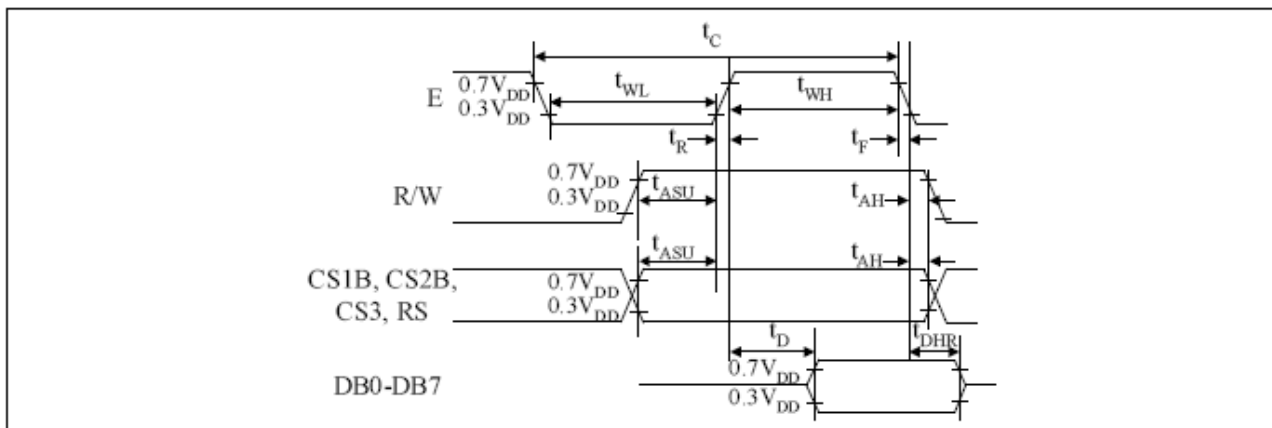 tC
E
0.7VDD
0.3VDD
tWL
tWH
tR
tF
R/W
0.7VDD
0.3VDD
tASU
tAH
CS1B, CS2B,
CS3, RS
0.7VDD
0.3VDD
tASU
tAH
DB0-DB7
tD
tDHR
0.7VDD
0.3VDD